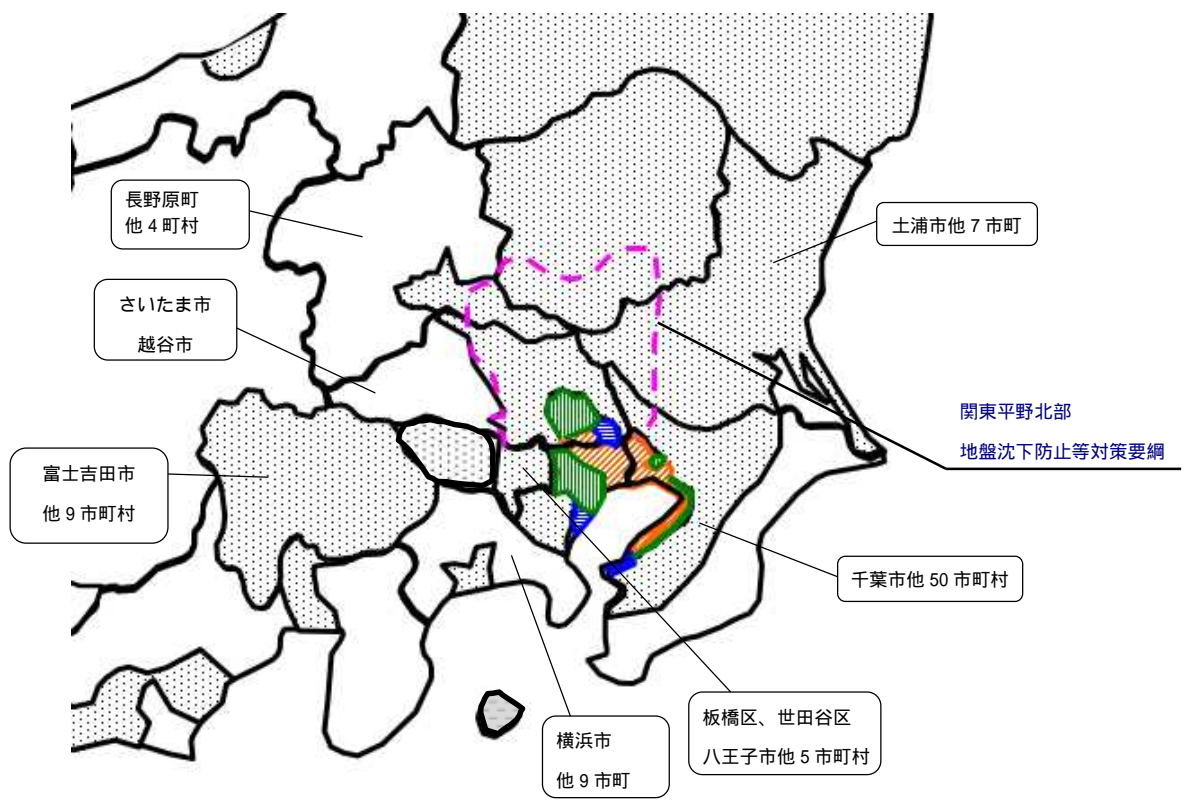 長野原町
他 4 町村
土浦市他 7 市町
さいたま市
越谷市
関東平野北部
地盤沈下防止等対策要綱
富士吉田市
他 9 市町村
千葉市他 50 市町村
板橋区、世田谷区
八王子市他 5 市町村
横浜市
他 9 市町